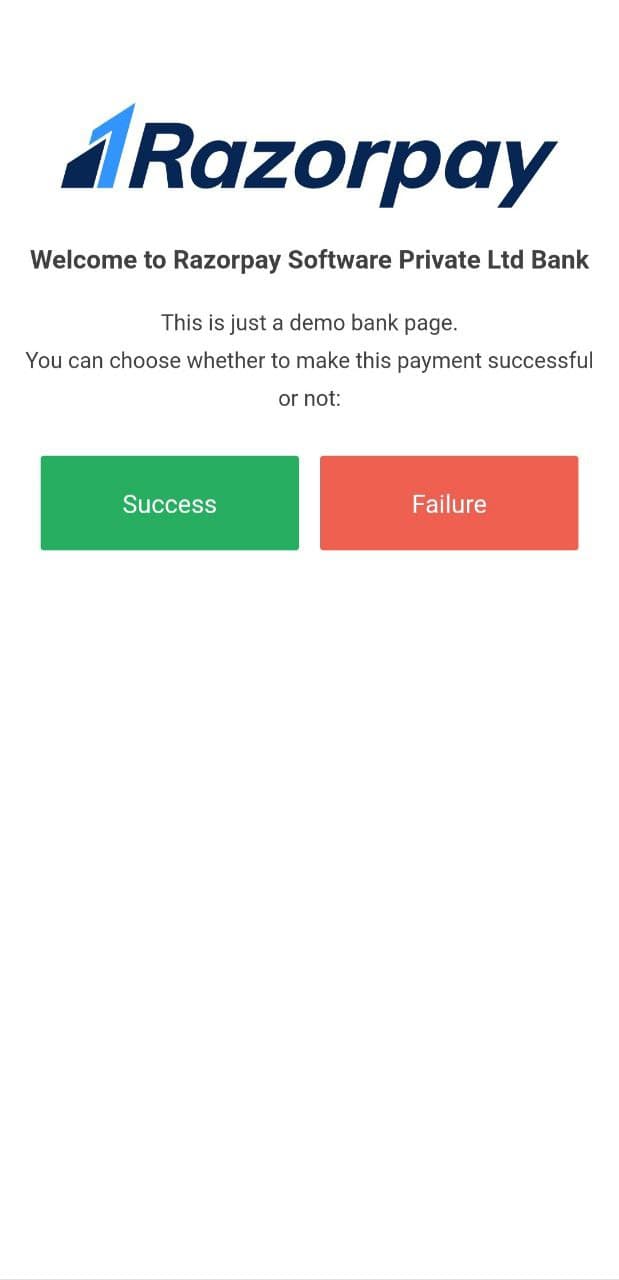 Razorpay
Welcome to Razorpay Software Private Ltd Bank
This is just a demo bank page.
You can choose whether to make this payment successful
or not:
Success
Failure